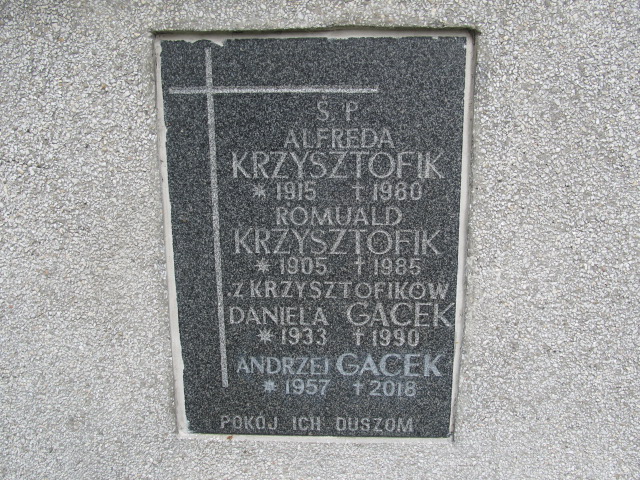 Ś P
ALFREDA
KRZYSZTOFIK
* 1915 † 1980
ROMUALD
KRZYSZTOFIK
* 1905 † 1985
Z KRZYSZTOFIKÓW
DANIELA GACEK
* 1933 † 1990
ANDRZEJ GACEK
* 1957 † 2018
POKÓJ ICH DUSZOM